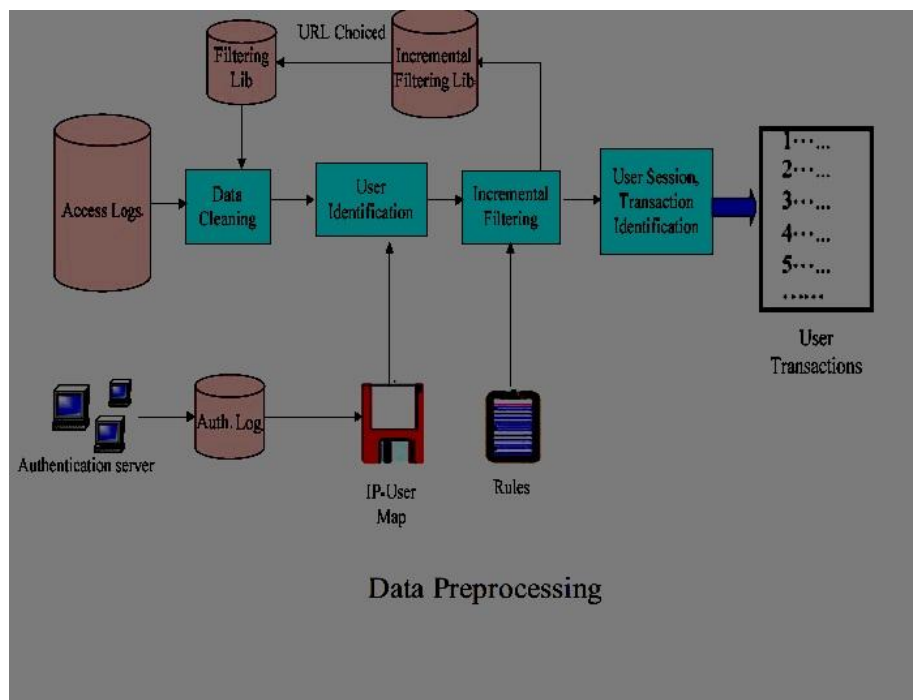 URL Choiced
Filtering
Lib
Incremental
Filtering Lib
Access Logs
Data
Cleaning
User
Identification
Incremental
Filtering
User Session,
Transaction
Identification
1……
2……
3……
4……
5……
……
User
Transactions
Authentication server
Auth. Log
IP-User
Map
Rules
Data Preprocessing